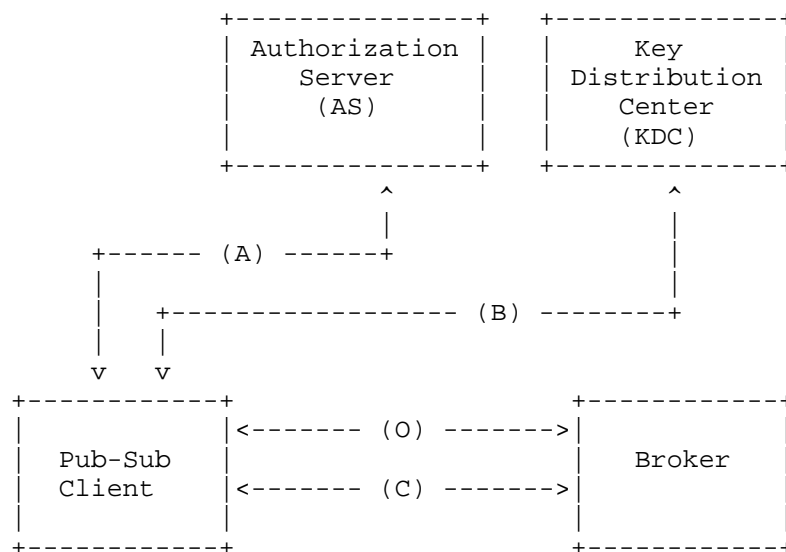 Authorization Key
Server Distribution
(AS) Center
(KDC)
(A)
(B)
(O)
Pub-Sub Broker
Client
(C)